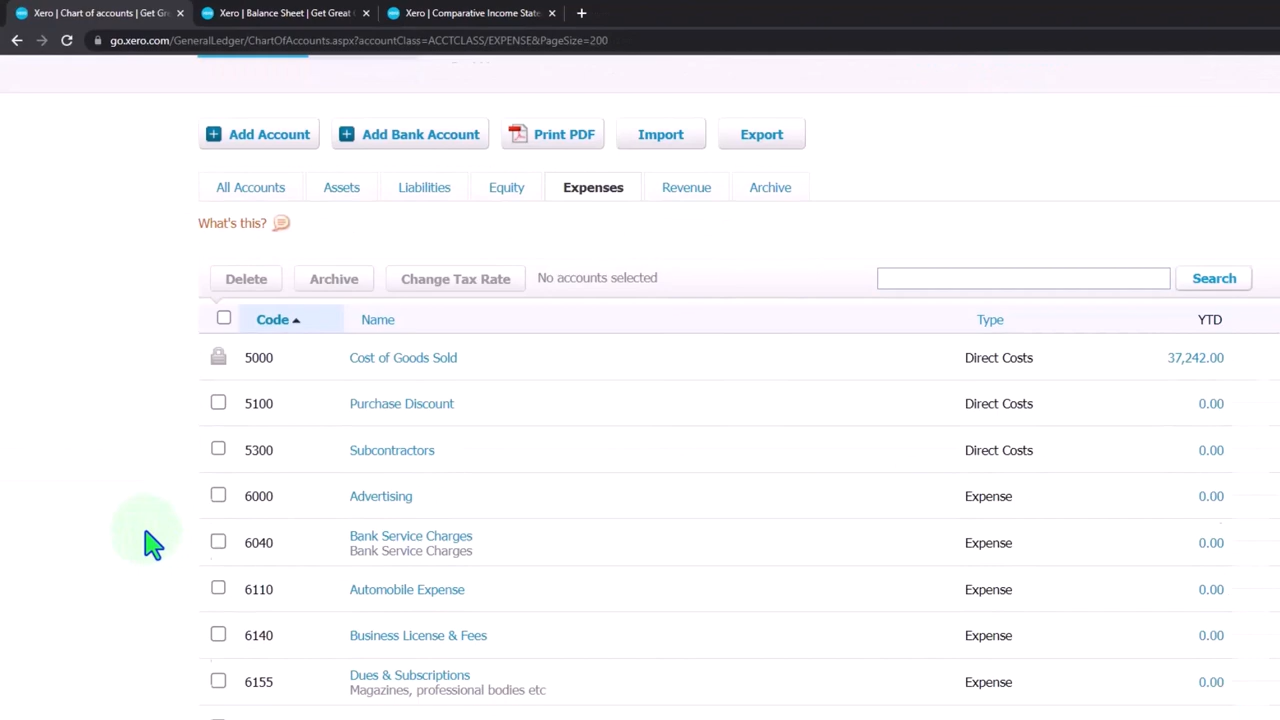 Xero | Chart of accounts | Get Gre
Xero | Balance Sheet | Get Great
Xero | Comparative Income State
go.xero.com/GeneralLedger/ChartOfAccounts.aspx?accountClass=ACCTCLASS/EXPENSE&PageSize=200
Add Account Add Bank Account Print PDF Import Export
All Accounts Assets Liabilities Equity Expenses Revenue Archive
What's this?
Delete Archive Change Tax Rate No accounts selected Search
Code Name Type YTD
5000 Cost of Goods Sold Direct Costs 37,242.00
5100 Purchase Discount Direct Costs 0.00
5300 Subcontractors Direct Costs 0.00
6000 Advertising Expense 0.00
6040 Bank Service Charges Expense 0.00
Bank Service Charges
6110 Automobile Expense Expense 0.00
6140 Business License & Fees Expense 0.00
6155 Dues & Subscriptions Expense 0.00
Magazines, professional bodies etc